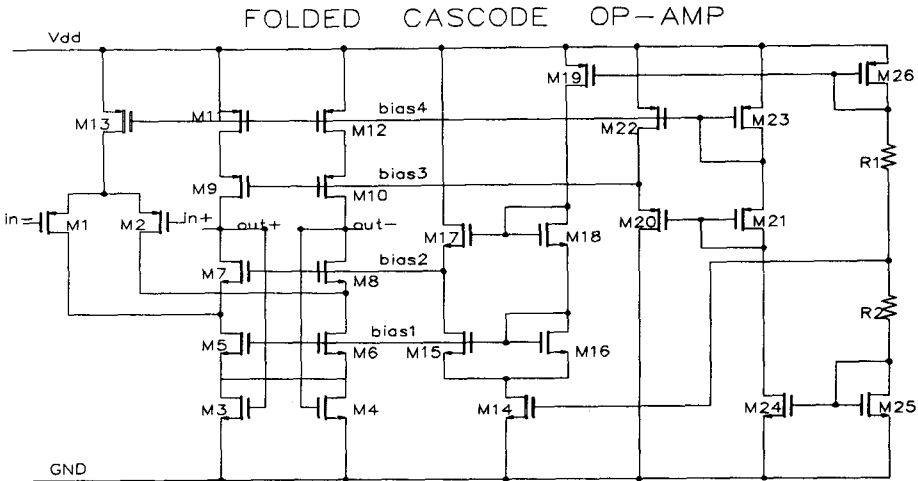 FOLDED CASCODE OP-AMP
Vdd
M19
M26
M13
M1
M12
bias4
M22
M23
R1
M9
M10
bias3
in-
M1
M2
in+
out+
out-
M17
M18
M20
M21
M7
M8
bias2
R2
M5
M6
bias1
M15
M16
M3
M4
M14
M24
M25
GND